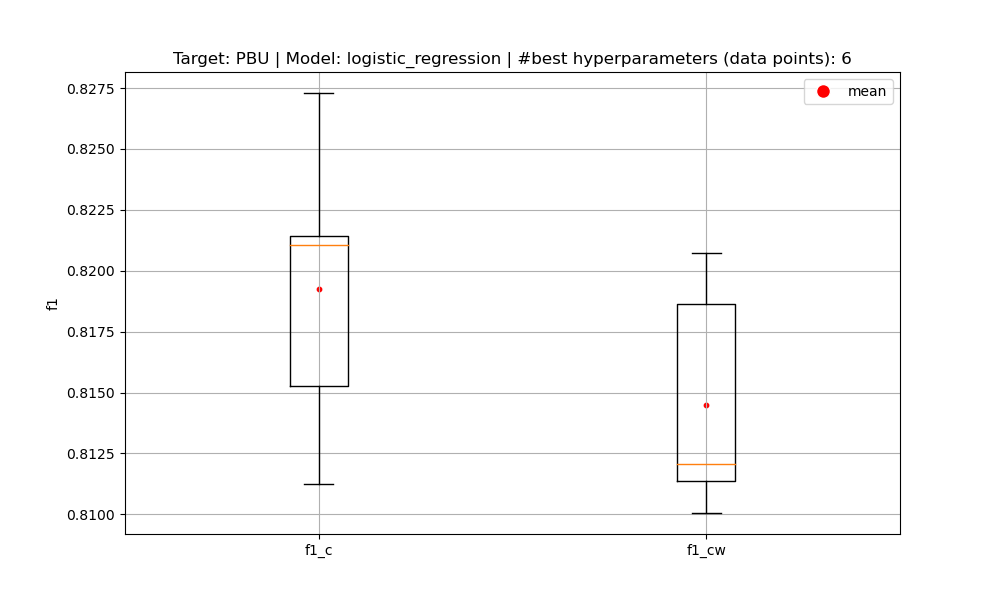 Target: PBU | Model: logistic_regression | #best hyperparameters (data points): 6
mean
0.8275
0.8250
0.8225
0.8200
0.8175
0.8150
0.8125
0.8100
f1
f1_c
f1_cw